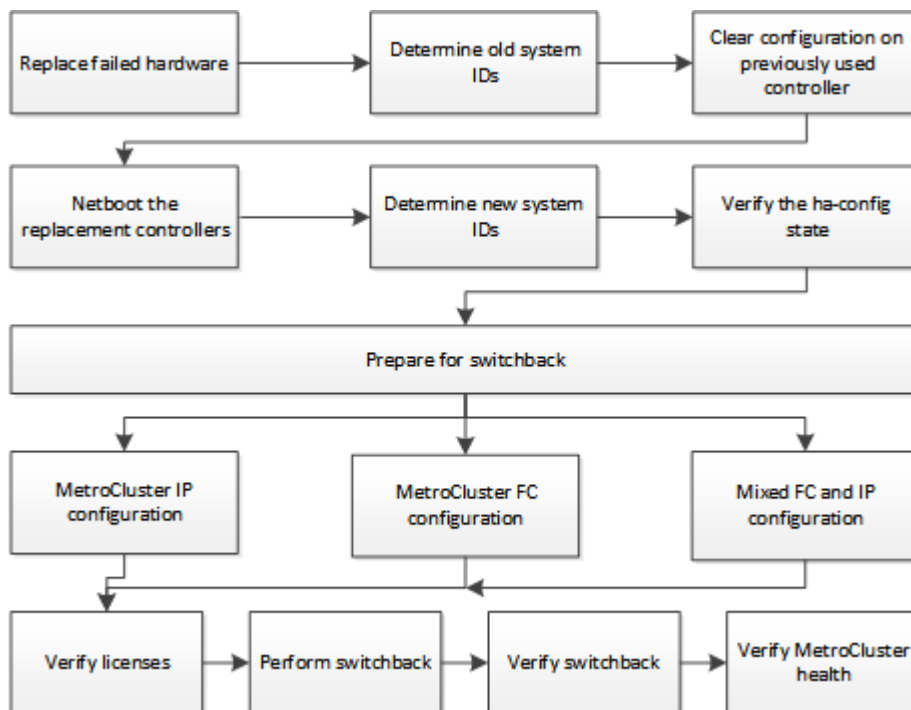 Replace failed hardware
Determine old system
IDs
Clear configuration on
previously used
controller
Netboot the
replacement controllers
Determine new system
IDs
Verify the ha-config
state
Prepare for switchback
MetroCluster IP
configuration
MetroCluster FC
configuration
Mixed FC and IP
configuration
Verify licenses
Perform switchback
Verify switchback
Verify MetroCluster
health